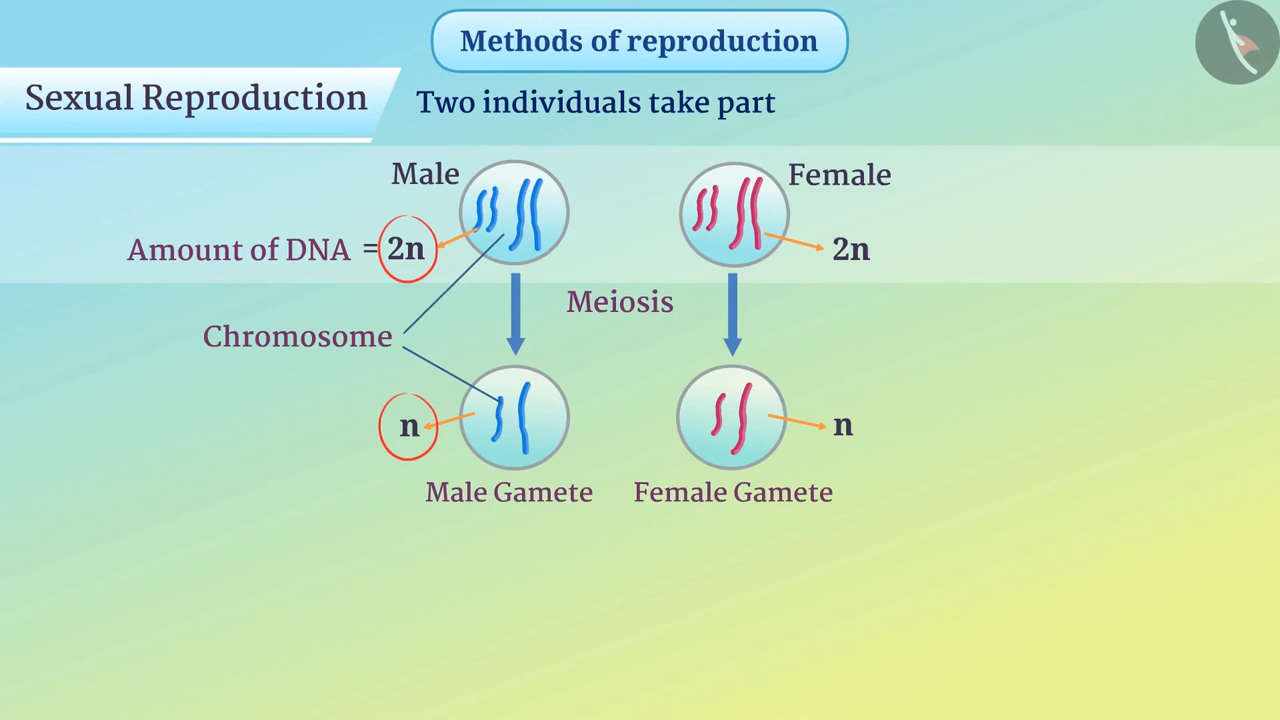 Methods of reproduction
Sexual Reproduction
Two individuals take part
Male
Female
Amount of DNA = 2n
2n
Meiosis
Chromosome
n
n
Male Gamete
Female Gamete